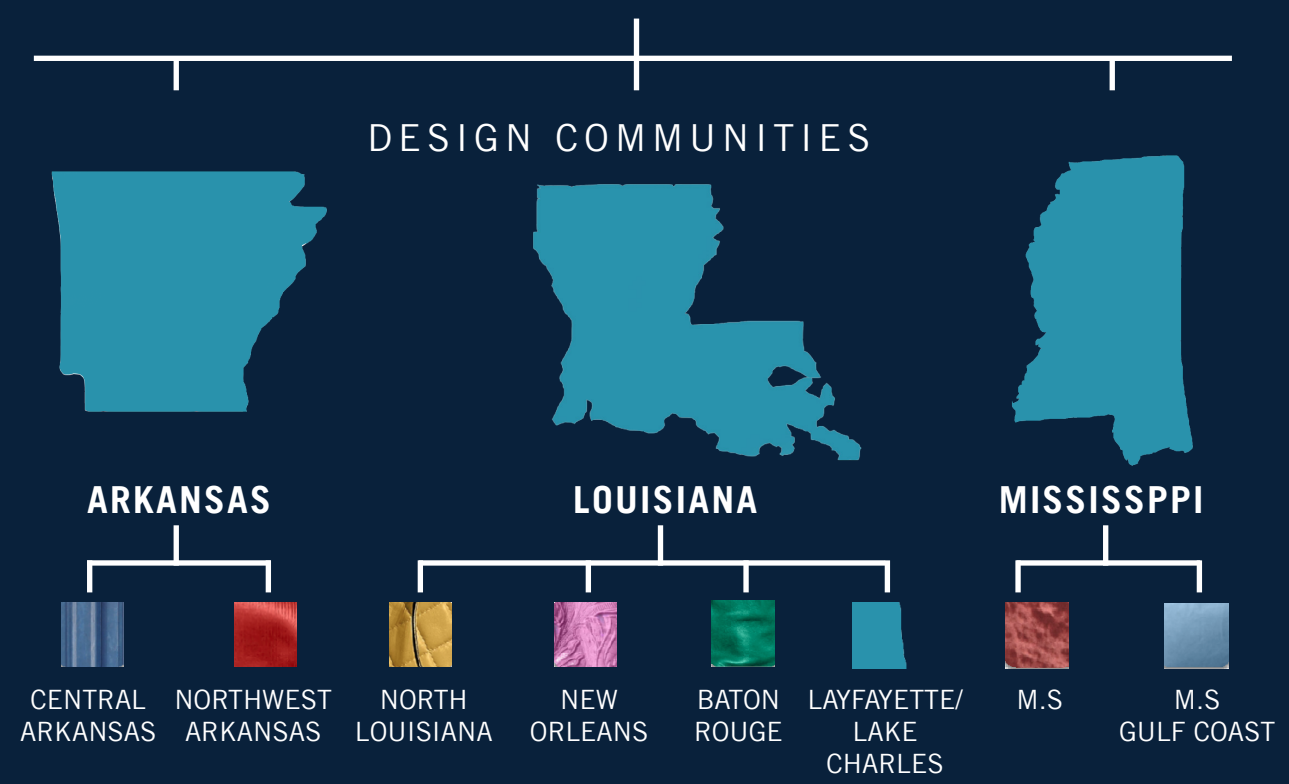 DESIGN COMMUNITIES
ARKANSAS
LOUISIANA
MISSISSPPI
CENTRAL
ARKANSAS
NORTHWEST
ARKANSAS
NORTH
LOUISIANA
NEW
ORLEANS
BATON
ROUGE
LAYFAYETTE/
LAKE
CHARLES
M.S
M.S
GULF COAST